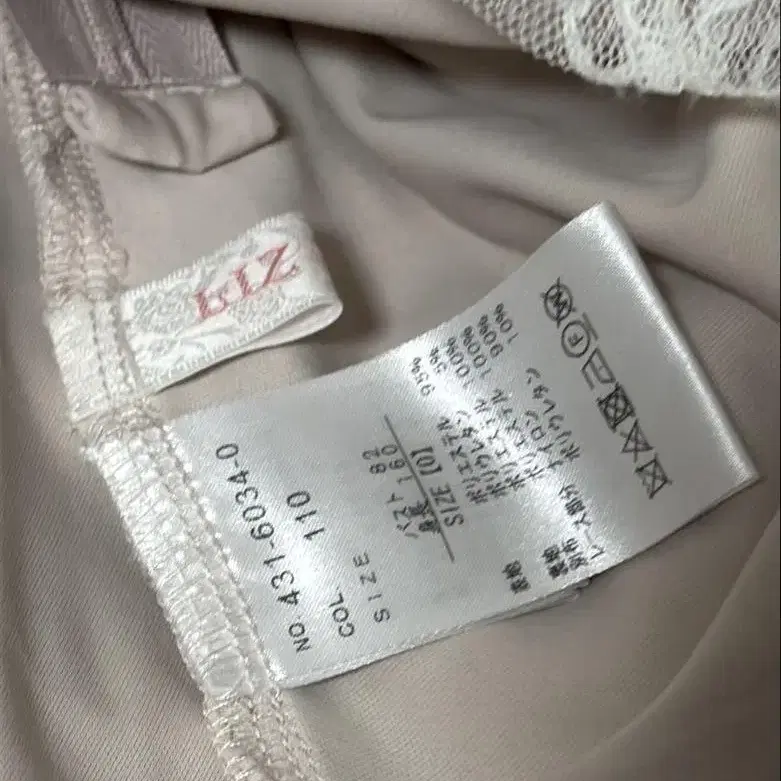 FIZ
NO.431-6034-0
COL. 110
SIZE
バスト 82
身長 160
SIZE [0]
表地 ポリエステル 95%
ポリウレタン 5%
裏地 ポリエステル 100%
別布 ポリエステル 100%
レース部分 ナイロン 90%
ポリウレタン 10%
W
F